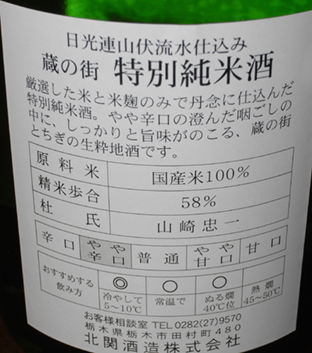 日光連山伏流水仕込み
蔵の街 特別純米酒
厳選した米と米麹のみで丹念に仕込んだ
特別純米酒。やや辛口の澄んだ咽ごしの
中に、しっかりと旨味がのこる、蔵の街
とちぎの生粋地酒です。
原料米 国産米100%
精米歩合 58%
杜氏 山崎忠一
辛口 やや辛口 普通 やや甘口 甘口
おすすめする飲み方 ◎ 冷やして5~10℃ ○ 常温で ○ ぬる燗40℃位 熱燗45~50℃
お客様相談室 TEL 0282(27)9570
栃木県栃木市田村町480
北関酒造株式会社